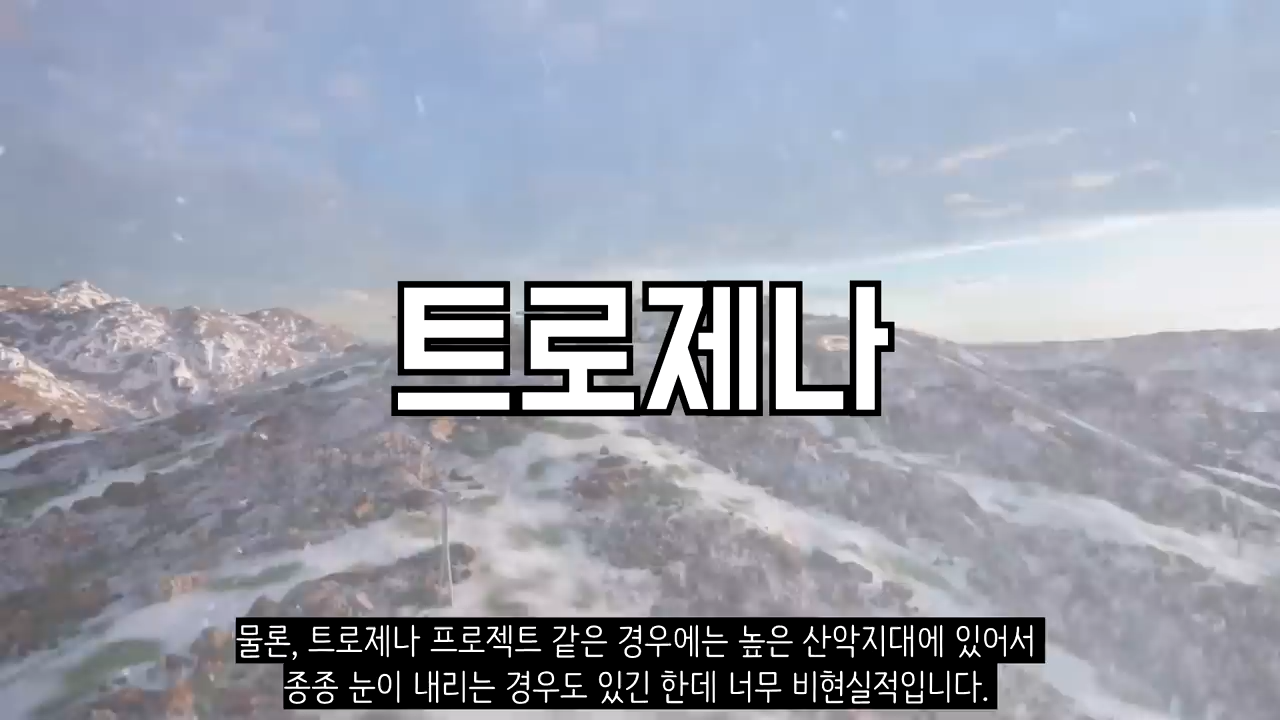 트로제나
물론, 트로제나 프로젝트 같은 경우에는 높은 산악지대에 있어서
종종 눈이 내리는 경우도 있긴 한데 너무 비현실적입니다.